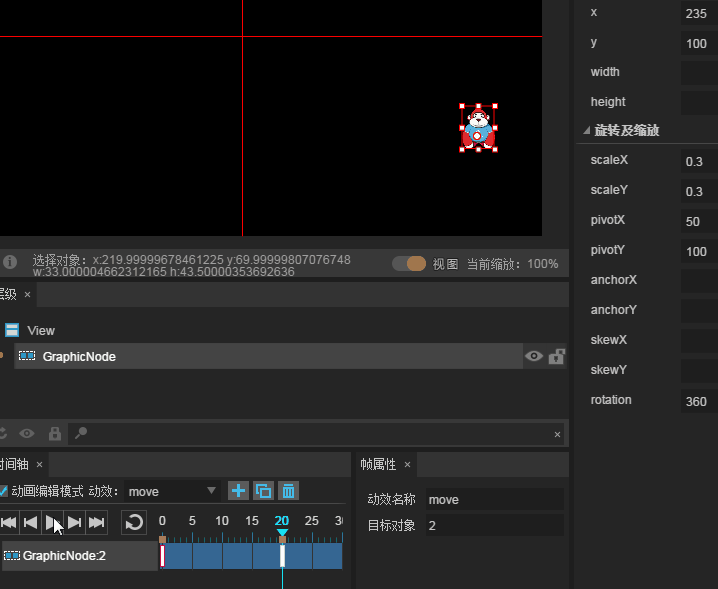 x 235
y 100
width
height
旋转及缩放
scaleX 0.3
scaleY 0.3
pivotX 50
pivotY 100
anchorX
anchorY
skewX
skewY
rotation 360
选择对象: x:219.99999678461225 y:69.99999807076748
w:33.000004662312165 h:43.50000353692636
视图 当前缩放: 100%
层级 ×
View
GraphicNode
×
时间轴 ×
动画编辑模式 动效: move
0 5 10 15 20 25
GraphicNode:2
帧属性 ×
动效名称 move
目标对象 2